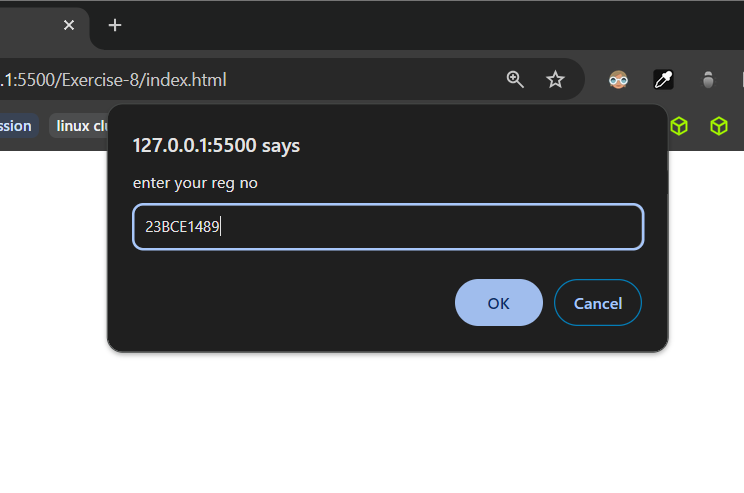 .1:5500/Exercise-8/index.html
ssion linux clu
127.0.0.1:5500 says
enter your reg no
23BCE1489
OK Cancel